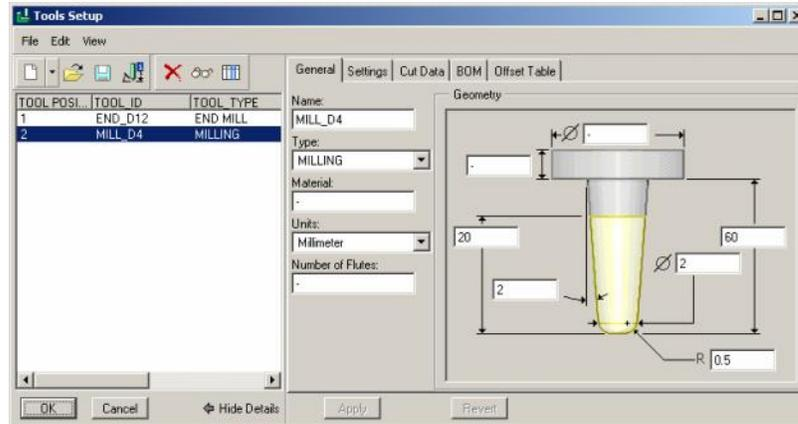 Tools Setup
File Edit View
TOOL POSI... TOOL_ID TOOL_TYPE
1 END_D12 END MILL
2 MILL_D4 MILLING
OK Cancel Hide Details
General Settings Cut Data BOM Offset Table
Name:
MILL_D4
Type:
MILLING
Material:
-
Units:
Millimeter
Number of Flutes:
-
Geometry
Ø -
-
20
60
Ø 2
2
R 0.5
Apply Revert